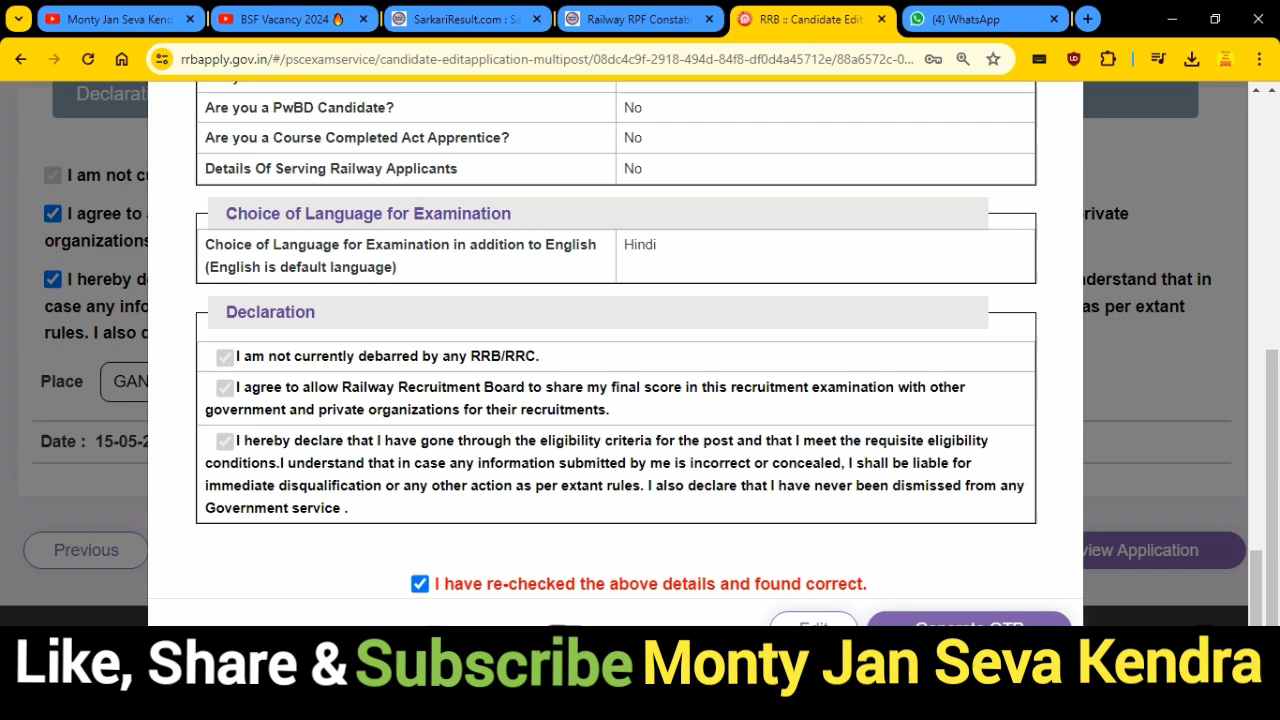 Monty Jan Seva Ken
BSF Vacancy 2024
SarkariResult.com : Sa
Railway RPF Constab
RRB :: Candidate Edit
(4) WhatsApp
rrbapply.gov.in/#/pscexamservice/candidate-editapplication-multipost/08dc4c9f-2918-494d-84f8-df0d4a45712e/88a6572c-0...
Declarat
Are you a PwBD Candidate? No
Are you a Course Completed Act Apprentice? No
Details Of Serving Railway Applicants No
I am not cu
I agree to a
rivate
organizations
I hereby de
derstand that in
case any info
as per extant
rules. I also d
Place GAN
Date : 15-05-2
Choice of Language for Examination
Choice of Language for Examination in addition to English Hindi
(English is default language)
Declaration
I am not currently debarred by any RRB/RRC.
I agree to allow Railway Recruitment Board to share my final score in this recruitment examination with other
government and private organizations for their recruitments.
I hereby declare that I have gone through the eligibility criteria for the post and that I meet the requisite eligibility
conditions.I understand that in case any information submitted by me is incorrect or concealed, I shall be liable for
immediate disqualification or any other action as per extant rules. I also declare that I have never been dismissed from any
Government service .
Previous
view Application
I have re-checked the above details and found correct.
Edit Generate OTP
Like, Share & Subscribe Monty Jan Seva Kendra